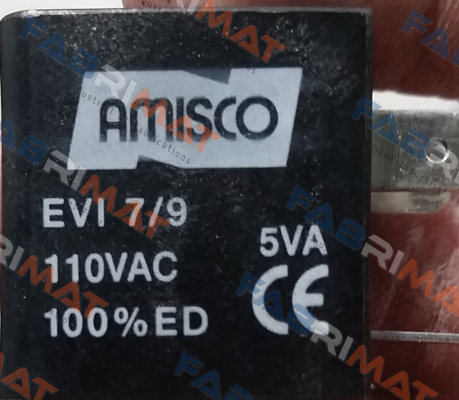 AMISCO
EVI 7/9
110VAC
5VA
100%ED
CE
FABRIMAT
FABRIMAT
FABRIMAT
FABRIMAT